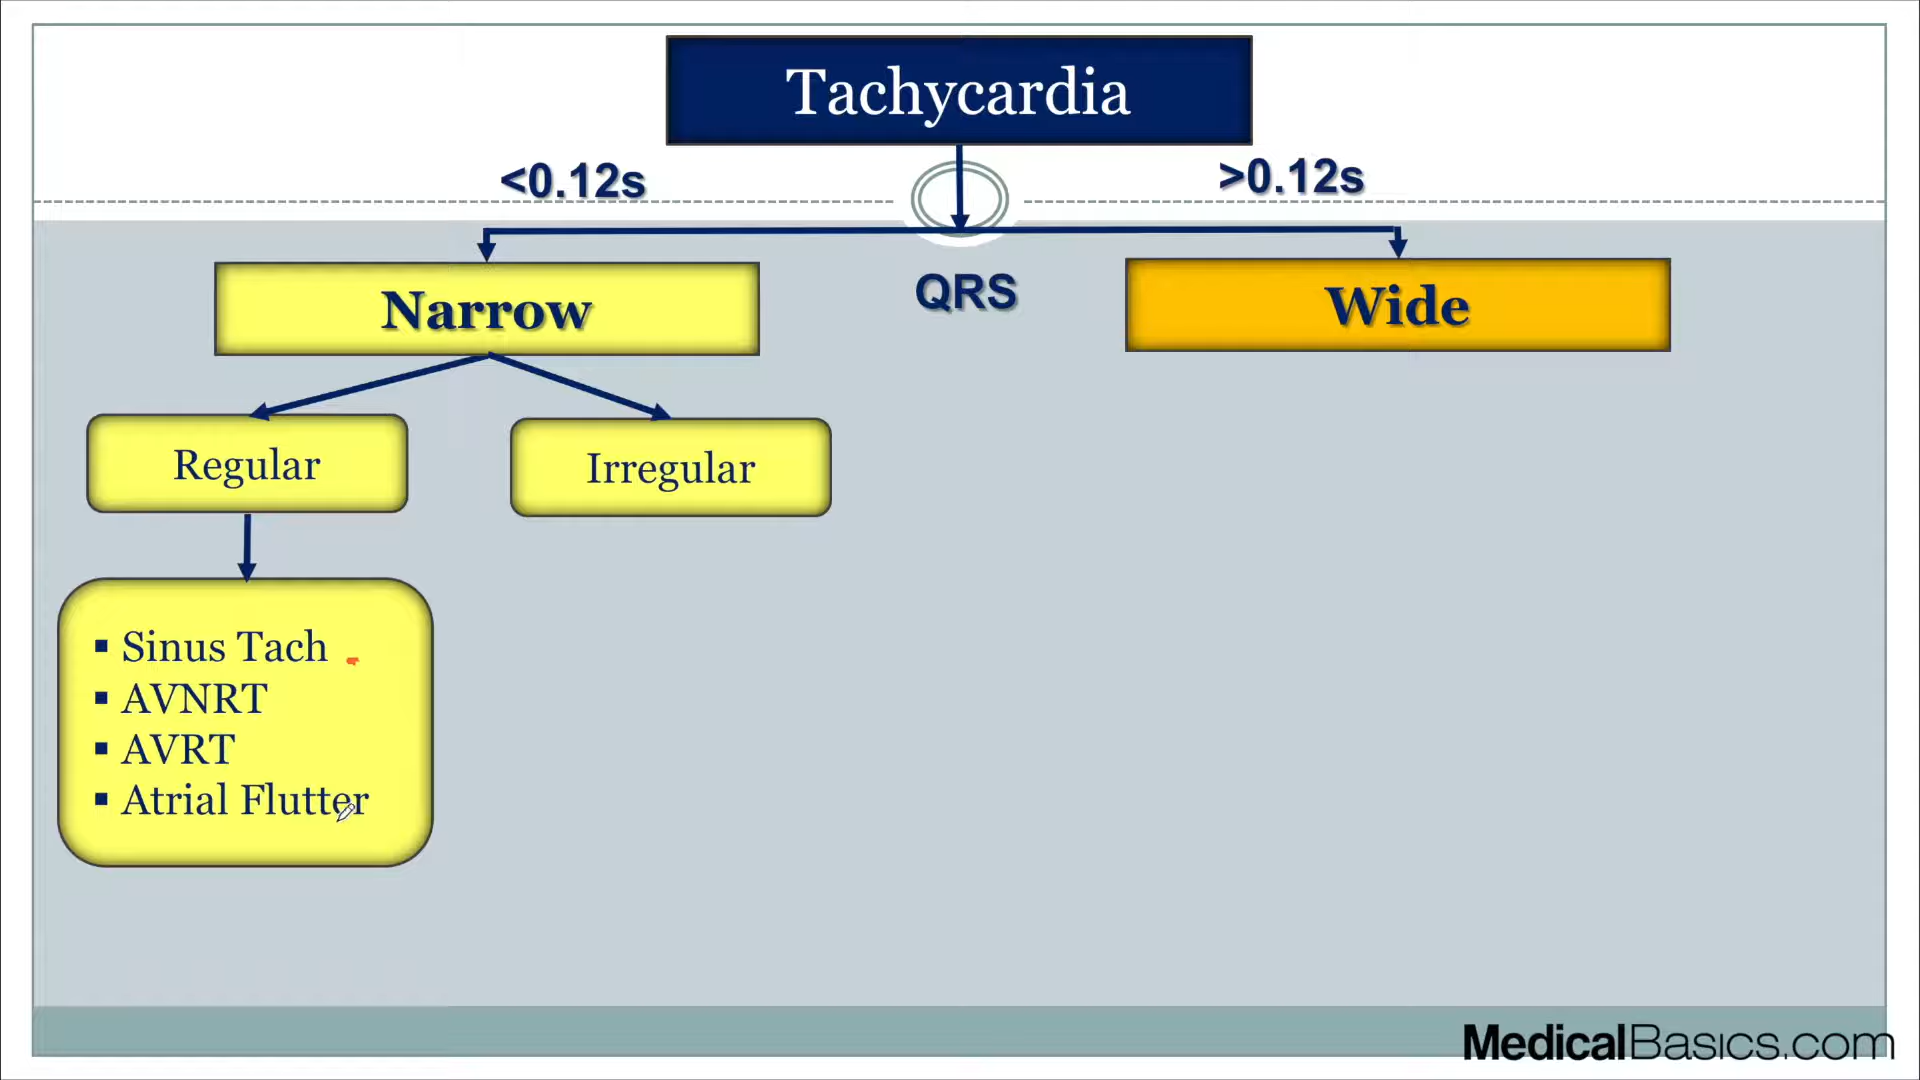 Tachycardia
<0.12s
>0.12s
Narrow
QRS
Wide
Regular
Irregular
▪ Sinus Tach
▪ AVNRT
▪ AVRT
▪ Atrial Flutter
MedicalBasics.com